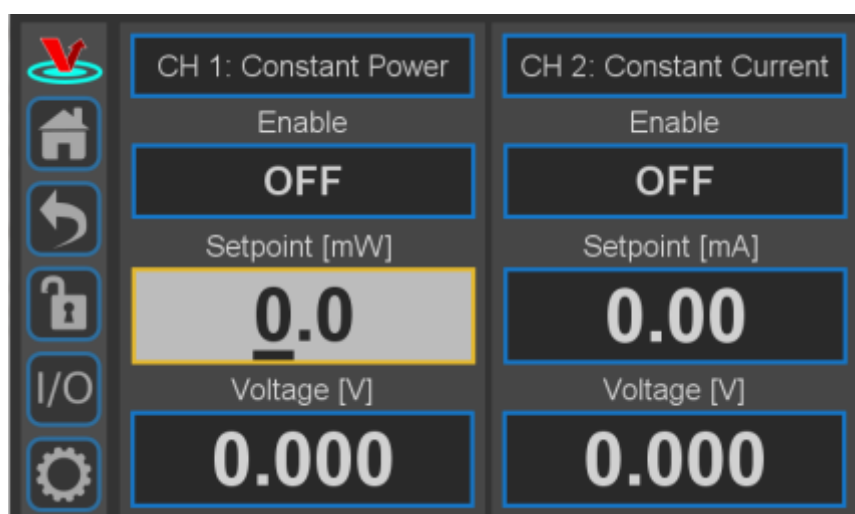 CH 1: Constant Power
Enable
OFF
Setpoint [mW]
0.0
Voltage [V]
0.000
CH 2: Constant Current
Enable
OFF
Setpoint [mA]
0.00
Voltage [V]
0.000
I/O